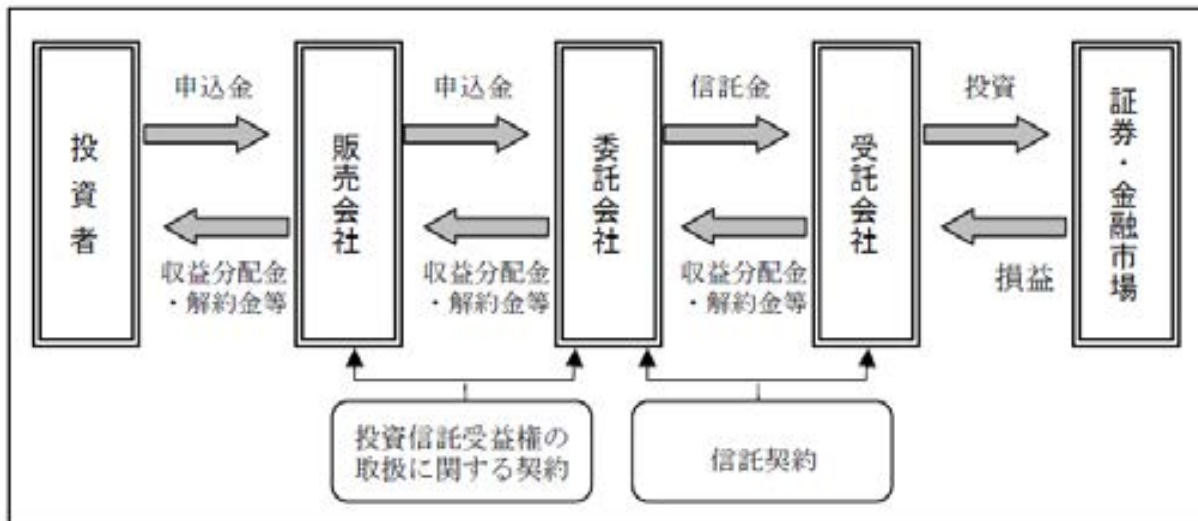 投資者
販売会社
委託会社
受託会社
証券・金融市場
申込金
申込金
信託金
投資
収益分配金
・解約金等
収益分配金
・解約金等
収益分配金
・解約金等
損益
投資信託受益権の
取扱に関する契約
信託契約